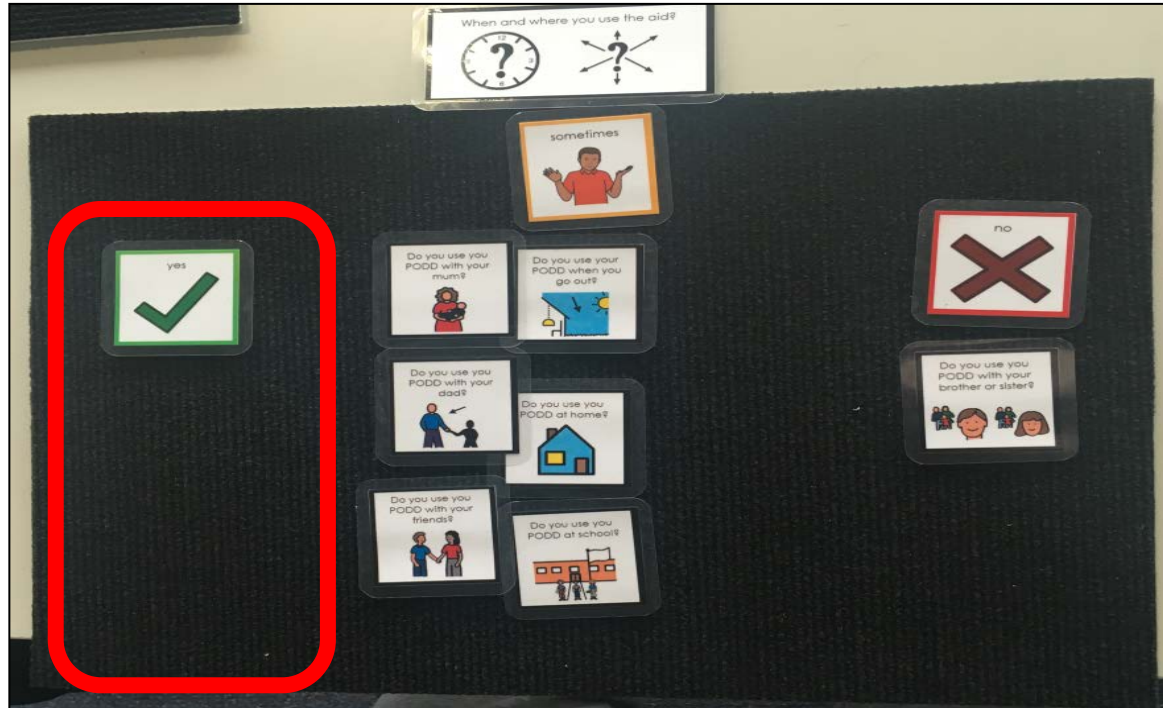 When and where you use the aid?
sometimes
yes
Do you use you
PODD with your
mum?
Do you use your
PODD when you
go out?
Do you use you
PODD with your
dad?
Do you use you
PODD at home?
Do you use you
PODD with your
friends?
Do you use you
PODD at school?
no
Do you use you
PODD with your
brother or sister?